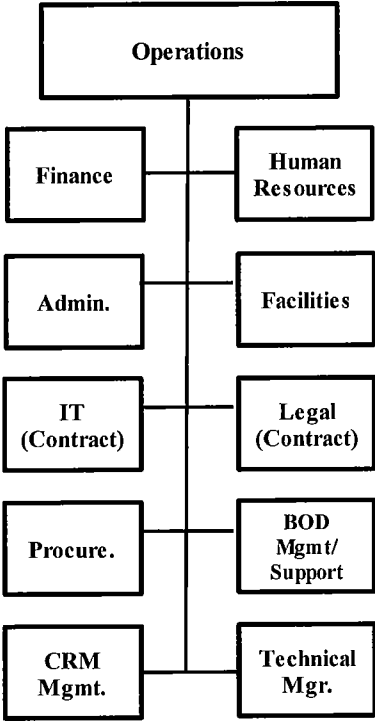 Operations
Finance
Human
Resources
Admin.
Facilities
IT
(Contract)
Legal
(Contract)
Procure.
BOD
Mgmt/
Support
CRM
Mgmt.
Technical
Mgr.